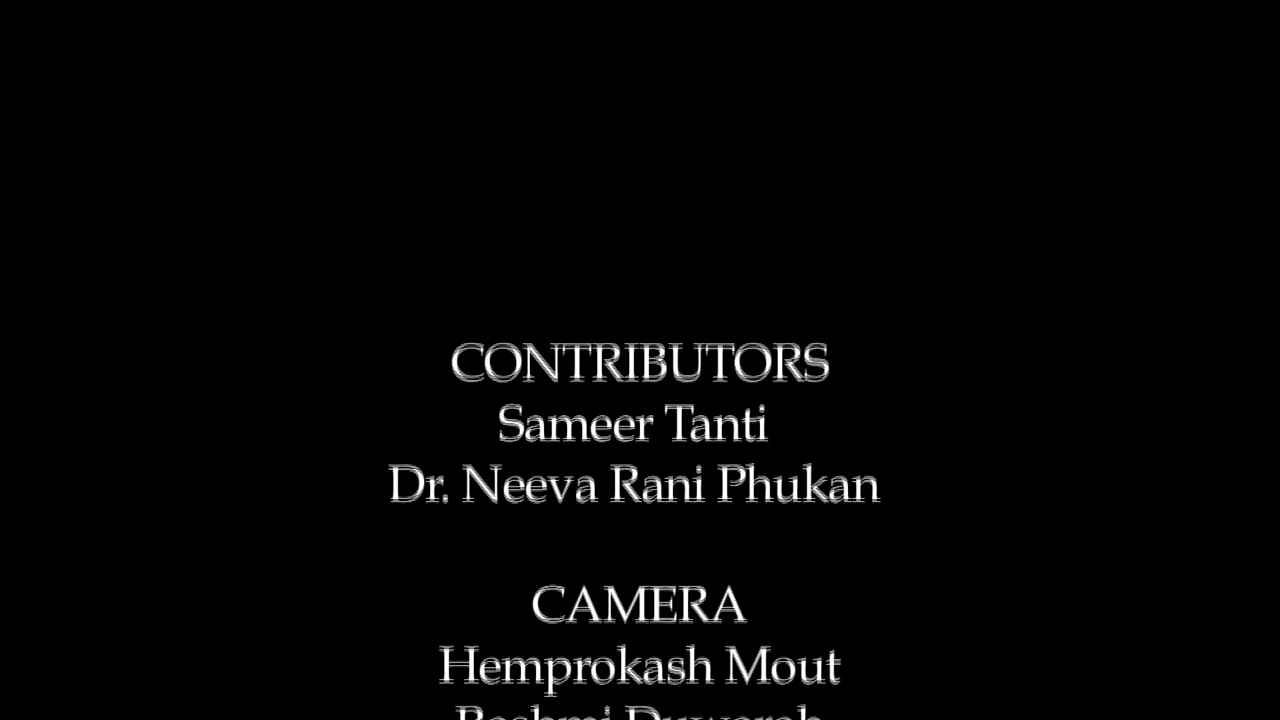 CONTRIBUTORS
Sameer Tanti
Dr. Neeva Rani Phukan
CAMERA
Hemprokash Mout